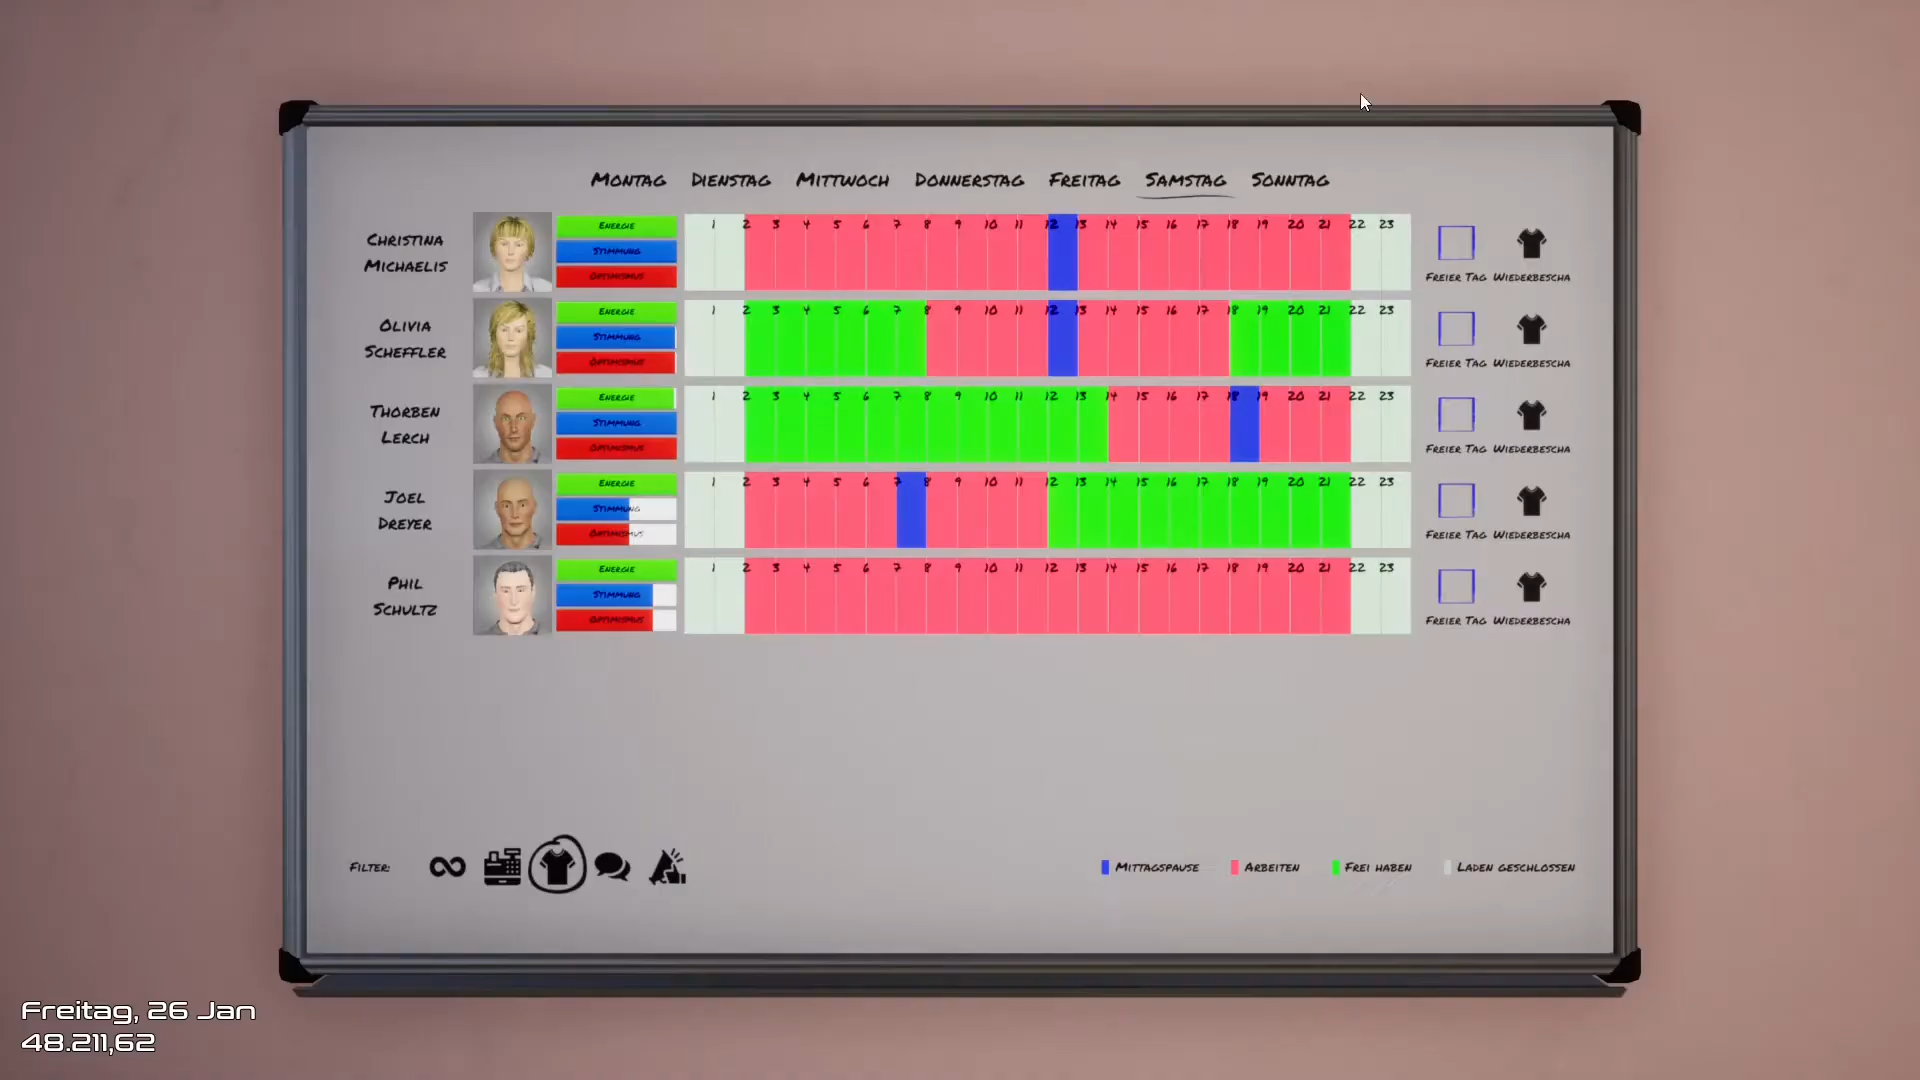 MONTAG DIENSTAG MITTWOCH DONNERSTAG FREITAG SAMSTAG SONNTAG
CHRISTINA
MICHAELIS
ENERGIE
STIMMUNG
OPTIMISMUS
1 2 3 4 5 6 7 8 9 10 11 12 13 14 15 16 17 18 19 20 21 22 23
FREIER TAG WIEDERBESCHA
OLIVIA
SCHEFFLER
ENERGIE
STIMMUNG
OPTIMISMUS
1 2 3 4 5 6 7 8 9 10 11 12 13 14 15 16 17 18 19 20 21 22 23
FREIER TAG WIEDERBESCHA
THORBEN
LERCH
ENERGIE
STIMMUNG
OPTIMISMUS
1 2 3 4 5 6 7 8 9 10 11 12 13 14 15 16 17 18 19 20 21 22 23
FREIER TAG WIEDERBESCHA
JOEL
DREYER
ENERGIE
STIMMUNG
OPTIMISMUS
1 2 3 4 5 6 7 8 9 10 11 12 13 14 15 16 17 18 19 20 21 22 23
FREIER TAG WIEDERBESCHA
PHIL
SCHULTZ
ENERGIE
STIMMUNG
OPTIMISMUS
1 2 3 4 5 6 7 8 9 10 11 12 13 14 15 16 17 18 19 20 21 22 23
FREIER TAG WIEDERBESCHA
FILTER:
MITTAGSPAUSE ARBEITEN FREI HABEN LADEN GESCHLOSSEN
Freitag, 26 Jan
48.211,62